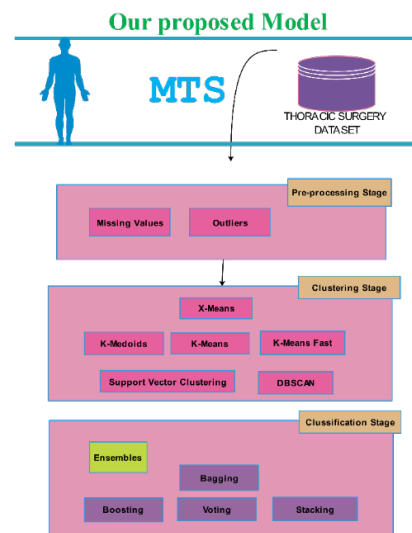 Our proposed Model
MTS
THORACIC SURGERY
DATASET
Pre-processing Stage
Missing Values
Outliers
Clustering Stage
X-Means
K-Medoids
K-Means
K-Means Fast
Support Vector Clustering
DBSCAN
Clussification Stage
Ensembles
Bagging
Boosting
Voting
Stacking